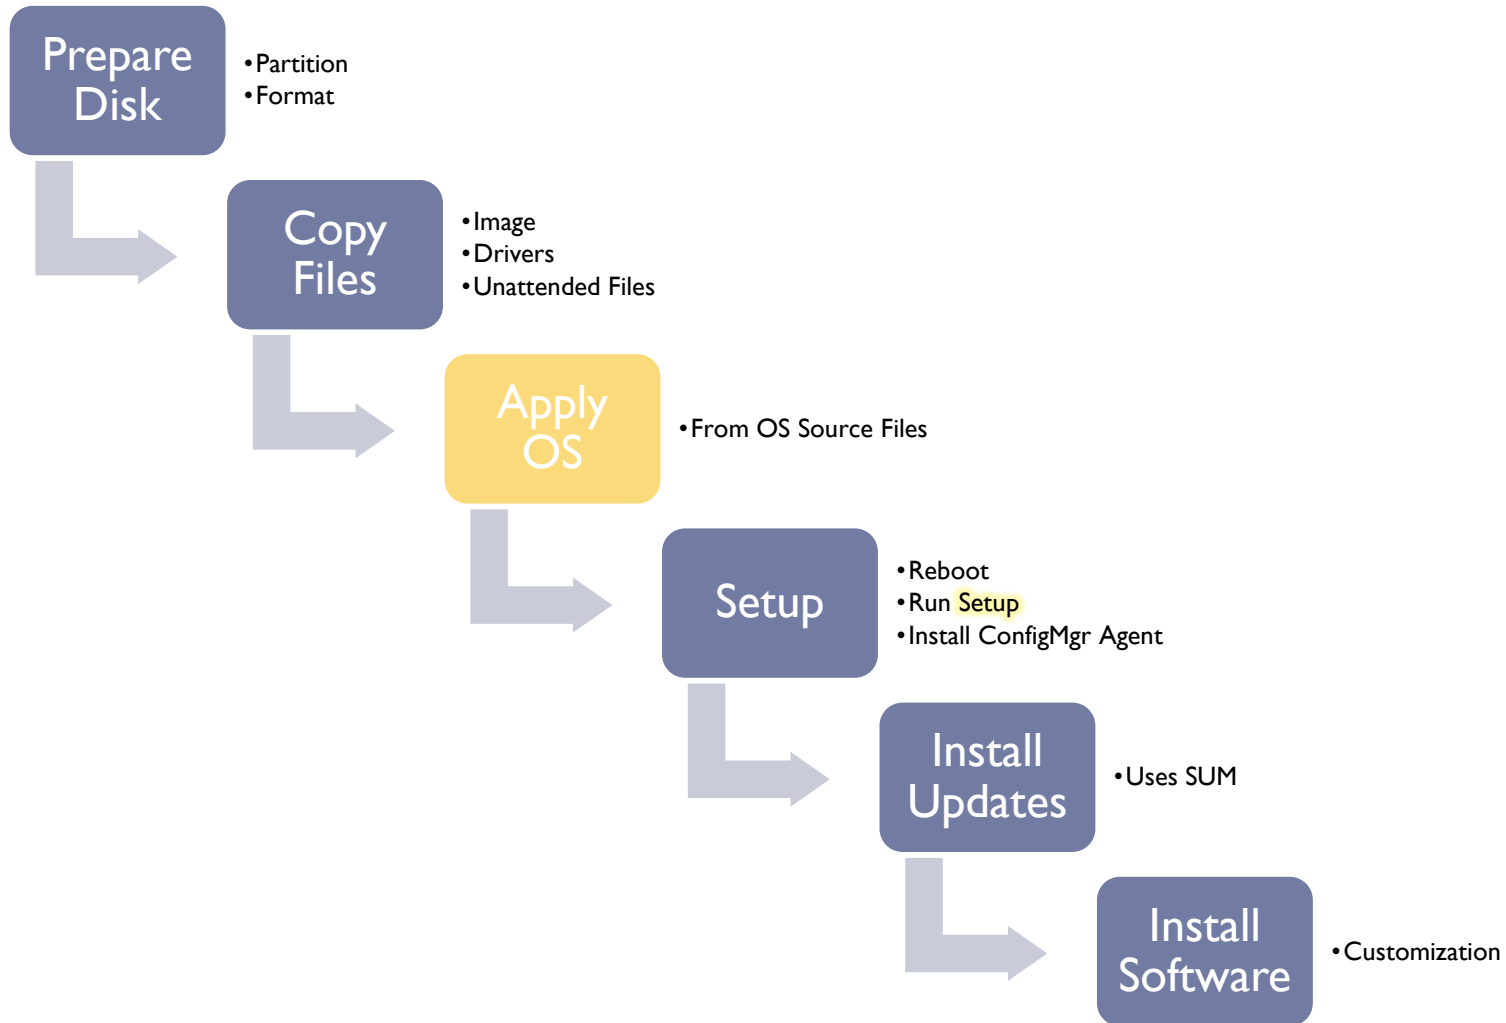 Prepare
Disk
•Partition
•Format
Copy
Files
•Image
•Drivers
•Unattended Files
Apply
OS
•From OS Source Files
Setup
•Reboot
•Run Setup
•Install ConfigMgr Agent
Install
Updates
•Uses SUM
Install
Software
•Customization